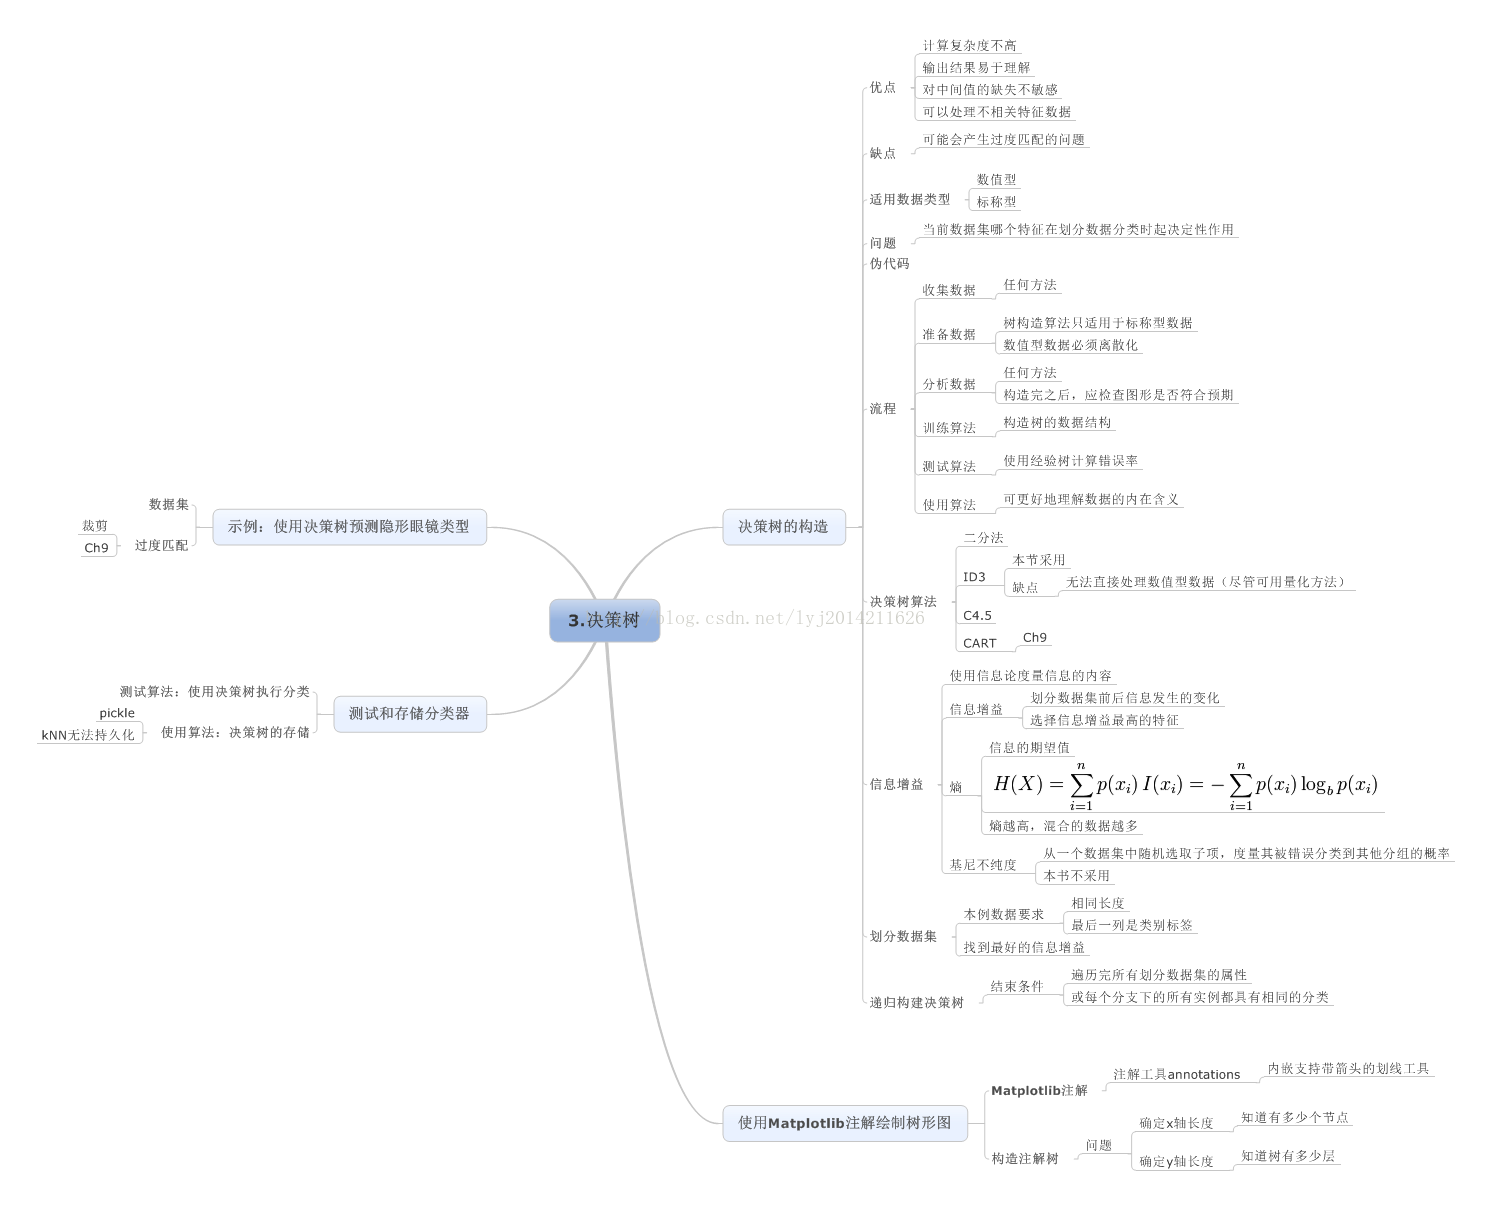 3.决策树
决策树的构造
优点
计算复杂度不高
输出结果易于理解
对中间值的缺失不敏感
可以处理不相关特征数据
缺点
可能会产生过度匹配的问题
适用数据类型
数值型
标称型
问题
当前数据集哪个特征在划分数据分类时起决定性作用
伪代码
流程
收集数据
任何方法
准备数据
树构造算法只适用于标称型数据
数值型数据必须离散化
分析数据
任何方法
构造完之后，应检查图形是否符合预期
训练算法
构造树的数据结构
测试算法
使用经验树计算错误率
使用算法
可更好地理解数据的内在含义
决策树算法
二分法
ID3
本节采用
缺点
无法直接处理数值型数据（尽管可用量化方法）
C4.5
CART
Ch9
信息增益
使用信息论度量信息的内容
信息增益
划分数据集前后信息发生的变化
选择信息增益最高的特征
熵
信息的期望值
H(X) = ∑_{i=1}^{n} p(x_i) I(x_i) = − ∑_{i=1}^{n} p(x_i) log_b p(x_i)
熵越高，混合的数据越多
基尼不纯度
从一个数据集中随机选取子项，度量其被错误分类到其他分组的概率
本书不采用
划分数据集
本例数据要求
相同长度
最后一列是类别标签
找到最好的信息增益
递归构建决策树
结束条件
遍历完所有划分数据集的属性
或每个分支下的所有实例都具有相同的分类
使用Matplotlib注解绘制树形图
Matplotlib注解
注解工具annotations
内嵌支持带箭头的划线工具
构造注解树
问题
确定x轴长度
知道有多少个节点
确定y轴长度
知道树有多少层
测试和存储分类器
测试算法：使用决策树执行分类
使用算法：决策树的存储
pickle
kNN无法持久化
示例：使用决策树预测隐形眼镜类型
数据集
过度匹配
裁剪
Ch9
blog.csdn.net/lyj2014211626